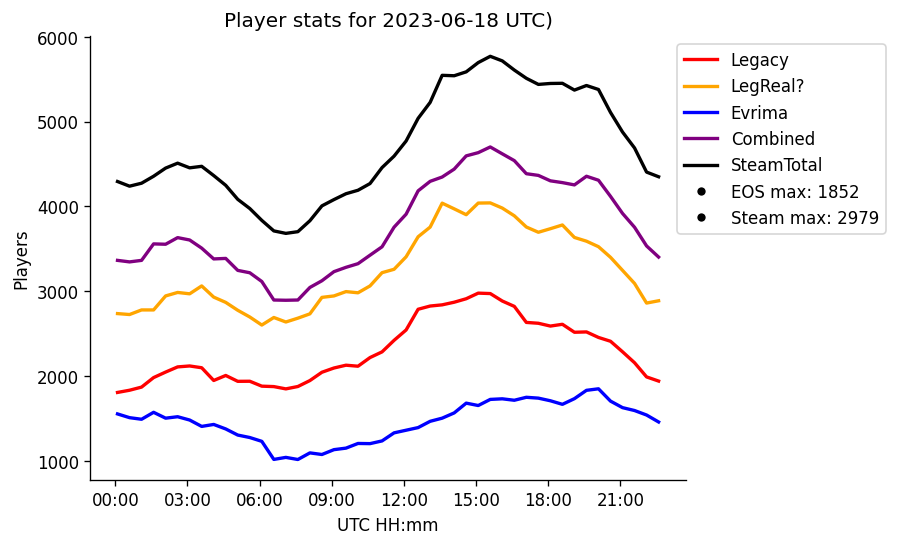 Player stats for 2023-06-18 UTC)
6000
5000
4000
3000
2000
1000
Players
00:00 03:00 06:00 09:00 12:00 15:00 18:00 21:00
UTC HH:mm
Legacy
LegReal?
Evrima
Combined
SteamTotal
EOS max: 1852
Steam max: 2979